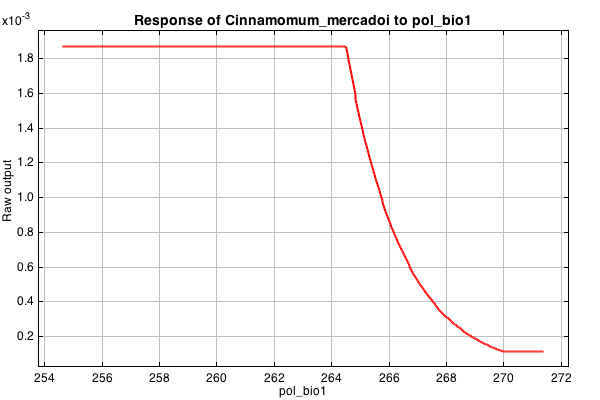 Response of Cinnamomum_mercadoi to pol_bio1
x10-3
1.8
1.6
1.4
1.2
1.0
0.8
0.6
0.4
0.2
Raw output
254 256 258 260 262 264 266 268 270 272
pol_bio1